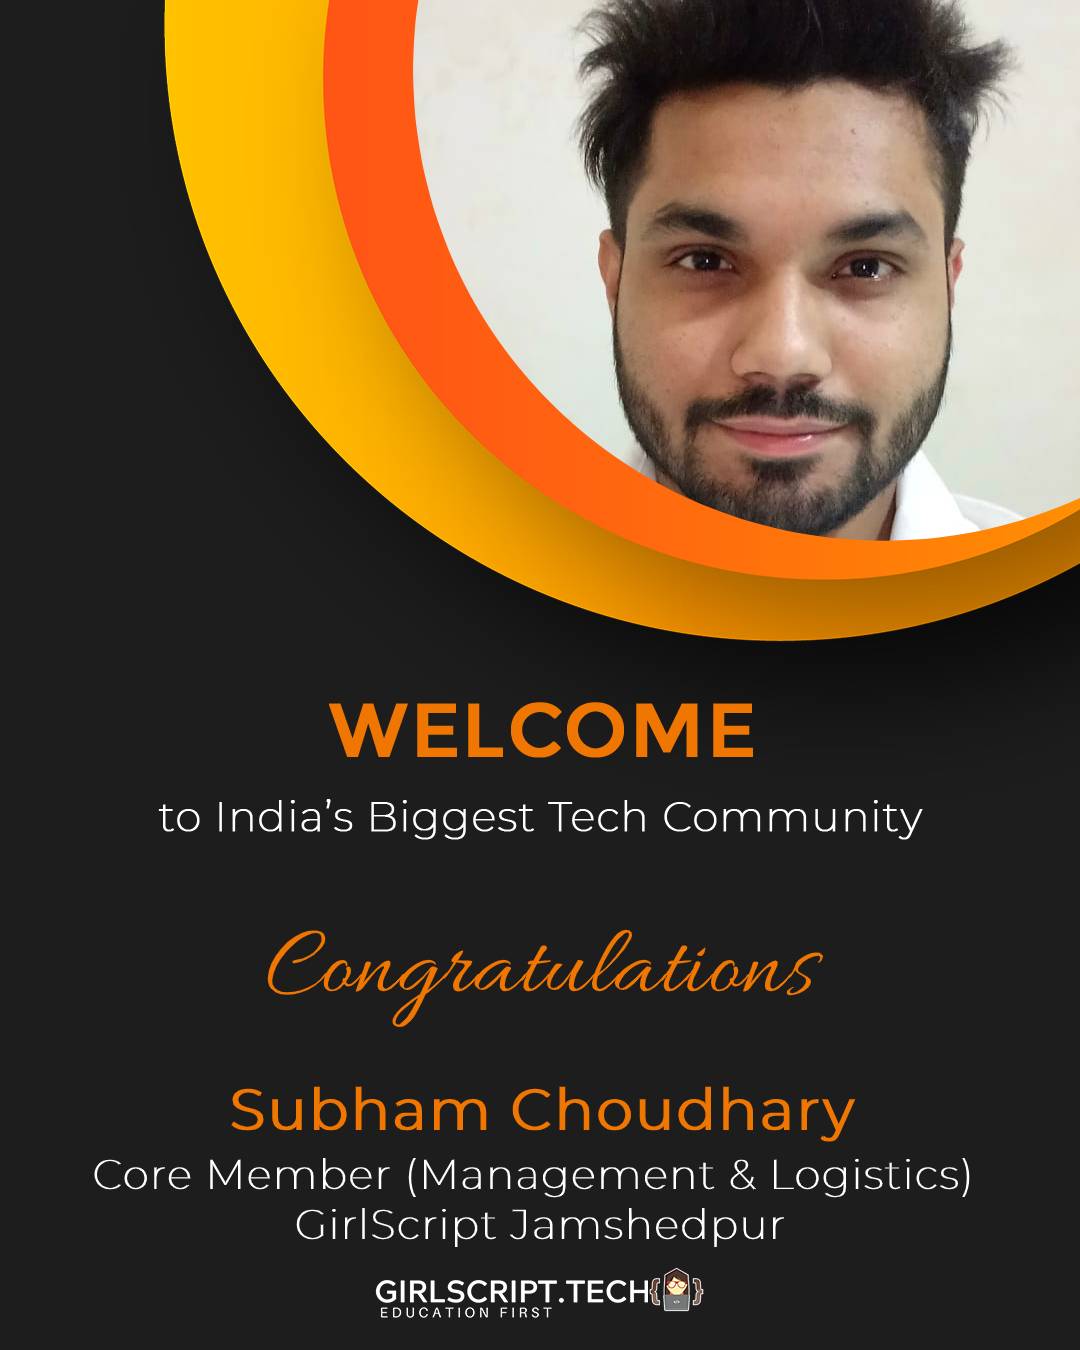 WELCOME
to India’s Biggest Tech Community
Congratulations
Subham Choudhary
Core Member (Management & Logistics)
GirlScript Jamshedpur
GIRLSCRIPT.TECH
EDUCATION FIRST